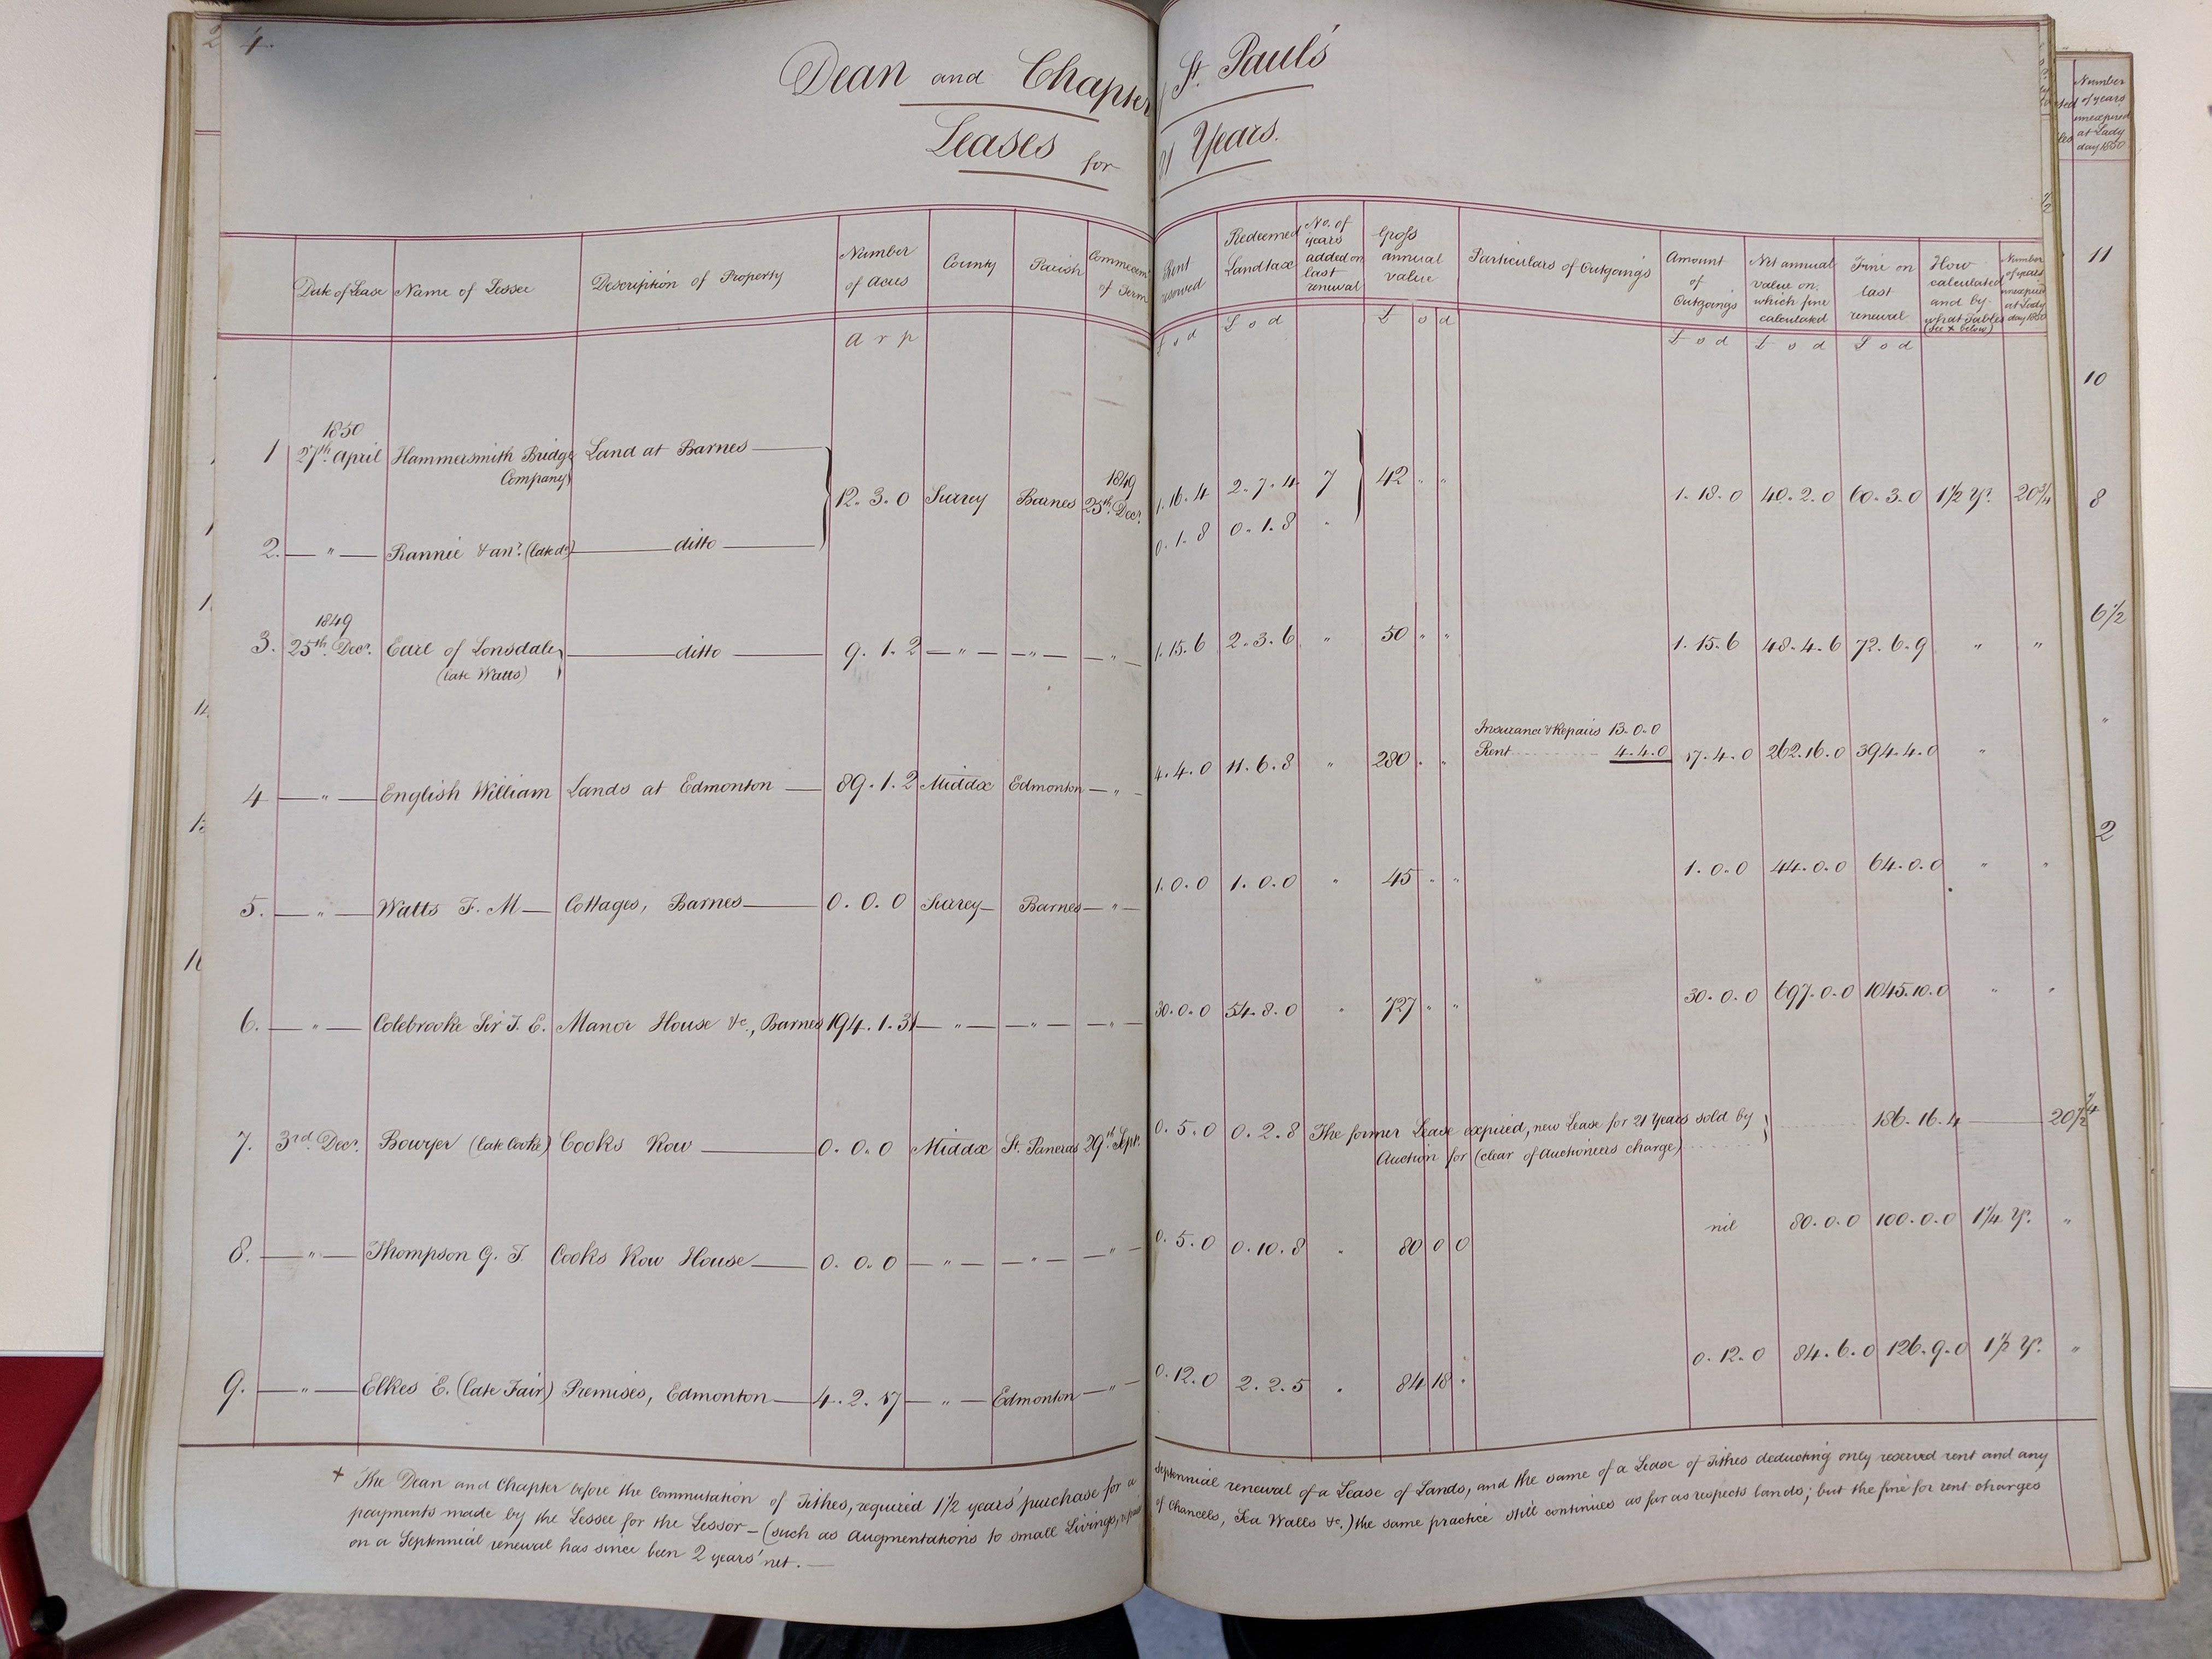 4.
Dean and Chapter St. Paul's
Leases for 21 Years.
Date of Lease | Name of Lessee | Description of Property | Number of Acres | County | Parish | Commencemt of Term | Rent reserved | Redeemed Landtax | No. of years added on last renewal | Gross annual value | Particulars of Outgoings | Amount of Outgoings | Net annual value on which fine calculated | Fine on last renewal | How calculated and by what Tables (see + below) | Number of years unexpired at Lady day 1850
a r p | £ s d | £ s d | £ s d | £ s d | £ s d | £ s d
1 | 1850 27th. April | Hammersmith Bridge Company | Land at Barnes | 12. 3. 0 | Surrey | Barnes | 1849 25th. Decr. | 1. 16. 4 | 2. 7. 4 | 7 | 42 " " | 1. 18. 0 | 40. 2. 0 | 60. 3. 0 | 1 1/2 Yr. | 20 3/4
2. | " | Rannie & anr. (late do) | ditto | 0. 1. 8 | 0. 1. 8 | "
3. | 1849 25th. Decr. | Earl of Lonsdale (late Watts) | ditto | 9. 1. 2 | " | " | " | 1. 15. 6 | 2. 3. 6 | " | 50 " " | 1. 15. 6 | 48. 4. 6 | 72. 6. 9 | " | "
4 | " | English William | Lands at Edmonton | 89. 1. 2 | Middx | Edmonton | " | 4. 4. 0 | 11. 6. 8 | " | 280 " " | Insurance & Repairs 13. 0. 0 Rent 4. 4. 0 | 17. 4. 0 | 262. 16. 0 | 394. 4. 0 | "
5. | " | Watts F. M | Cottages, Barnes | 0. 0. 0 | Surrey | Barnes | " | 1. 0. 0 | 1. 0. 0 | " | 45 " " | 1. 0. 0 | 44. 0. 0 | 64. 0. 0 | " | "
6. | " | Colebrooke Sir T. E. | Manor House &c., Barnes | 194. 1. 31 | " | " | " | 30. 0. 0 | 54. 8. 0 | " | 727 " " | 30. 0. 0 | 697. 0. 0 | 1045. 10. 0 | " | "
7. | 3rd. Decr. | Bowyer (late Cooke) | Cooks Row | 0. 0. 0 | Middx | St. Pancras | 29th. Sept. | 0. 5. 0 | 0. 2. 8 | The former Lease expired, new Lease for 21 Years sold by Auction for (clear of Auctioneers charge) | 186. 16. 4 | 20 1/2
8. | " | Thompson G. T. | Cooks Row House | 0. 0. 0 | " | " | " | 0. 5. 0 | 0. 10. 8 | " | 80 0 0 | nil | 80. 0. 0 | 100. 0. 0 | 1 1/4 Yr. | "
9. | " | Elkes E. (late Fair) | Premises, Edmonton | 4. 2. 17 | " | Edmonton | " | 0. 12. 0 | 2. 2. 5 | " | 84 18 " | 0. 12. 0 | 84. 6. 0 | 126. 9. 0 | 1 1/2 Yr. | "
+ The Dean and Chapter before the Commutation of Tithes, required 1 1/2 years' purchase for a Septennial renewal of a Lease of Lands, and the same of a Lease of Tithes deducting only reserved rent and any
payments made by the Lessee for the Lessor - (such as Augmentations to small Livings, repairs of Chancels, Sea Walls &c.) the same practice still continues as far as respects lands; but the fine for rent charges
on a Septennial renewal has since been 2 years' net. —
Number of years unexpired at Lady day 1850
11
10
8
6 1/2
"
2